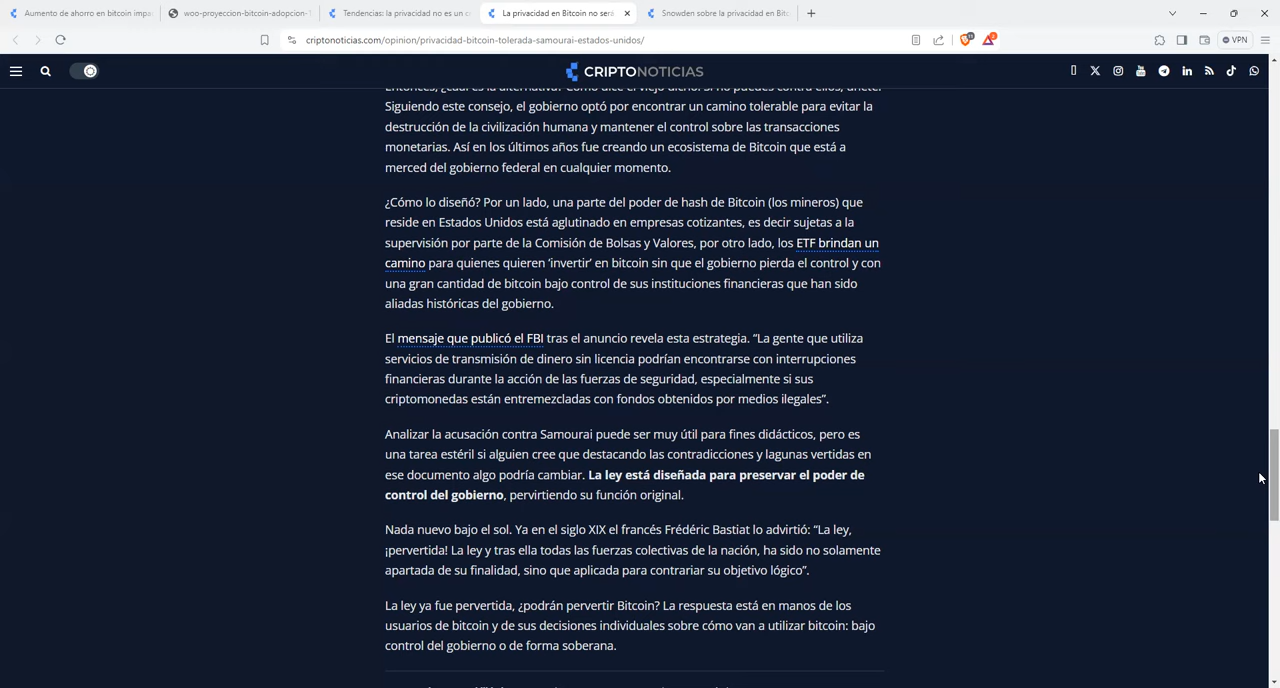 Aumento de ahorro en bitcoin impa
woo-proyeccion-bitcoin-adopcion-1
Tendencias: la privacidad no es un c
La privacidad en Bitcoin no será
Snowden sobre la privacidad en Bit
criptonoticias.com/opinion/privacidad-bitcoin-tolerada-samourai-estados-unidos/
VPN
CRIPTONOTICIAS
Siguiendo este consejo, el gobierno optó por encontrar un camino tolerable para evitar la
destrucción de la civilización humana y mantener el control sobre las transacciones
monetarias. Así en los últimos años fue creando un ecosistema de Bitcoin que está a
merced del gobierno federal en cualquier momento.
¿Cómo lo diseñó? Por un lado, una parte del poder de hash de Bitcoin (los mineros) que
reside en Estados Unidos está aglutinado en empresas cotizantes, es decir sujetas a la
supervisión por parte de la Comisión de Bolsas y Valores, por otro lado, los ETF brindan un
camino para quienes quieren ‘invertir’ en bitcoin sin que el gobierno pierda el control y con
una gran cantidad de bitcoin bajo control de sus instituciones financieras que han sido
aliadas históricas del gobierno.
El mensaje que publicó el FBI tras el anuncio revela esta estrategia. “La gente que utiliza
servicios de transmisión de dinero sin licencia podrían encontrarse con interrupciones
financieras durante la acción de las fuerzas de seguridad, especialmente si sus
criptomonedas están entremezcladas con fondos obtenidos por medios ilegales”.
Analizar la acusación contra Samourai puede ser muy útil para fines didácticos, pero es
una tarea estéril si alguien cree que destacando las contradicciones y lagunas vertidas en
ese documento algo podría cambiar. La ley está diseñada para preservar el poder de
control del gobierno, pervirtiendo su función original.
Nada nuevo bajo el sol. Ya en el siglo XIX el francés Frédéric Bastiat lo advirtió: “La ley,
¡pervertida! La ley y tras ella todas las fuerzas colectivas de la nación, ha sido no solamente
apartada de su finalidad, sino que aplicada para contrariar su objetivo lógico”.
La ley ya fue pervertida, ¿podrán pervertir Bitcoin? La respuesta está en manos de los
usuarios de bitcoin y de sus decisiones individuales sobre cómo van a utilizar bitcoin: bajo
control del gobierno o de forma soberana.